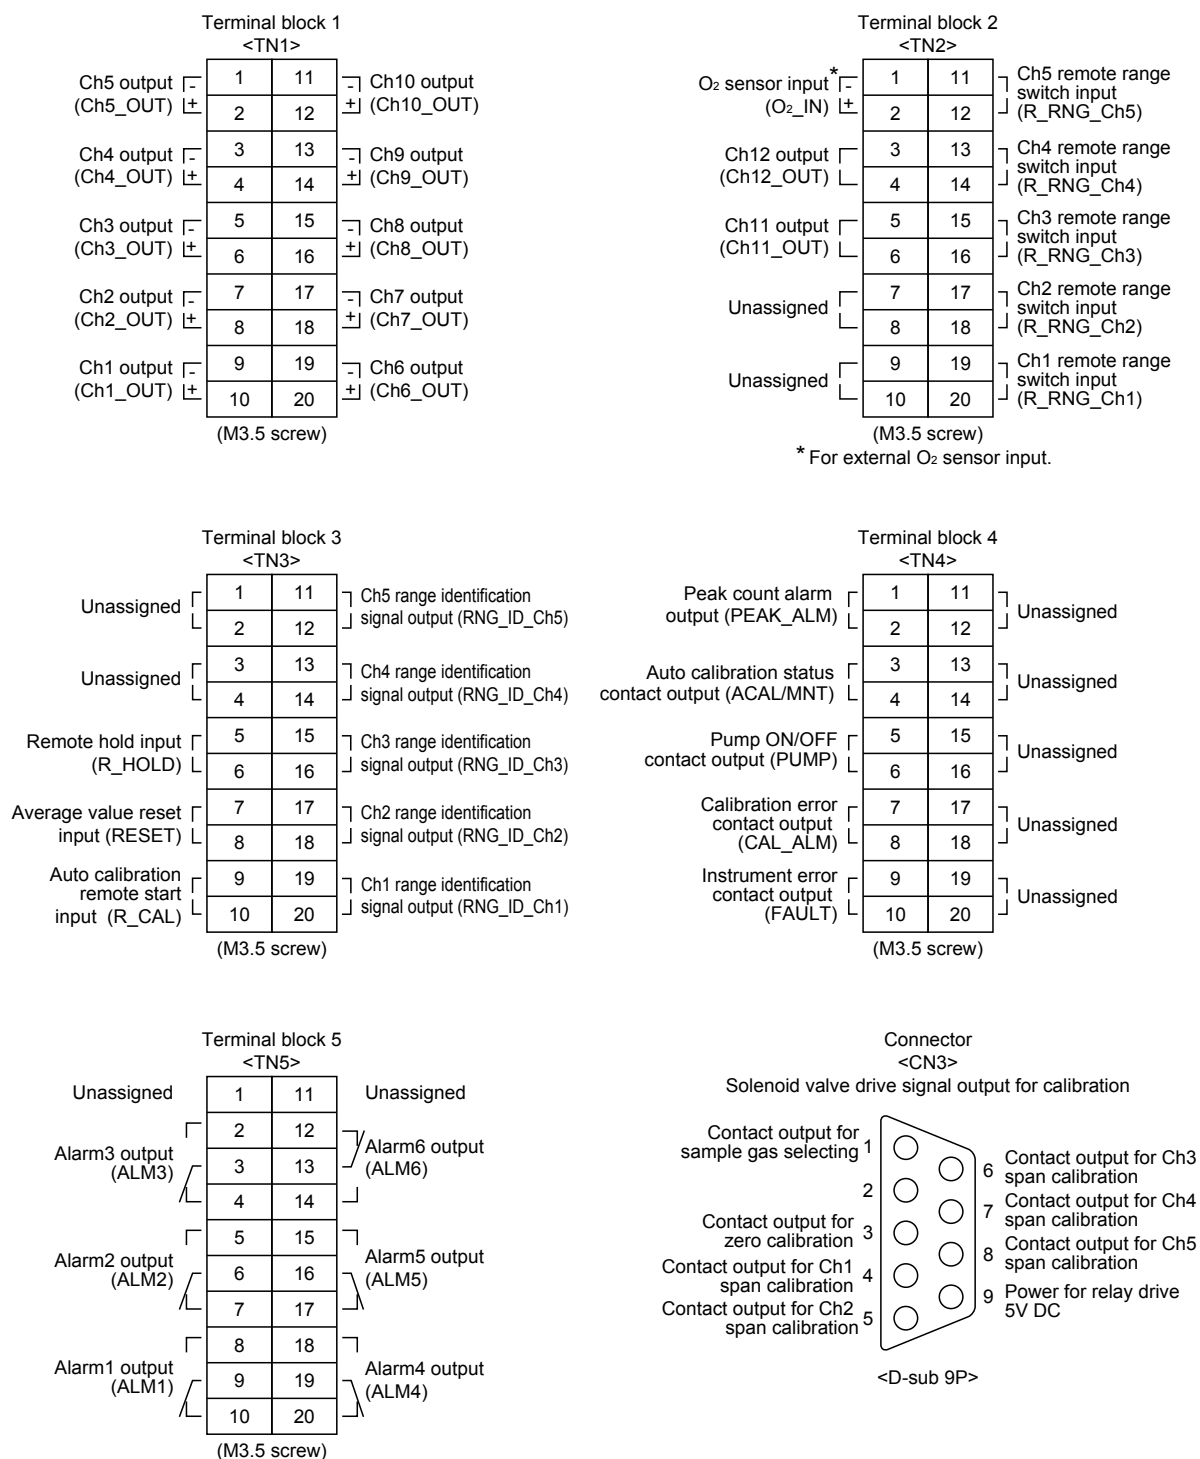 Terminal block 1
<TN1>
Ch5 output - 1 11 - Ch10 output
(Ch5_OUT) + 2 12 + (Ch10_OUT)
Ch4 output - 3 13 - Ch9 output
(Ch4_OUT) + 4 14 + (Ch9_OUT)
Ch3 output - 5 15 - Ch8 output
(Ch3_OUT) + 6 16 + (Ch8_OUT)
Ch2 output - 7 17 - Ch7 output
(Ch2_OUT) + 8 18 + (Ch7_OUT)
Ch1 output - 9 19 - Ch6 output
(Ch1_OUT) + 10 20 + (Ch6_OUT)
(M3.5 screw)
Terminal block 2
<TN2>
O2 sensor input* - 1 11 Ch5 remote range
switch input
(O2_IN) + 2 12 (R_RNG_Ch5)
Ch12 output 3 13 Ch4 remote range
switch input
(Ch12_OUT) 4 14 (R_RNG_Ch4)
Ch11 output 5 15 Ch3 remote range
switch input
(Ch11_OUT) 6 16 (R_RNG_Ch3)
7 17 Ch2 remote range
Unassigned switch input
8 18 (R_RNG_Ch2)
9 19 Ch1 remote range
Unassigned switch input
10 20 (R_RNG_Ch1)
(M3.5 screw)
* For external O2 sensor input.
Terminal block 3
<TN3>
1 11 Ch5 range identification
Unassigned
2 12 signal output (RNG_ID_Ch5)
3 13 Ch4 range identification
Unassigned
4 14 signal output (RNG_ID_Ch4)
Remote hold input 5 15 Ch3 range identification
(R_HOLD) 6 16 signal output (RNG_ID_Ch3)
Average value reset 7 17 Ch2 range identification
input (RESET) 8 18 signal output (RNG_ID_Ch2)
Auto calibration 9 19 Ch1 range identification
remote start
input (R_CAL) 10 20 signal output (RNG_ID_Ch1)
(M3.5 screw)
Terminal block 4
<TN4>
Peak count alarm 1 11
Unassigned
output (PEAK_ALM) 2 12
Auto calibration status 3 13
Unassigned
contact output (ACAL/MNT) 4 14
Pump ON/OFF 5 15
Unassigned
contact output (PUMP) 6 16
Calibration error 7 17
contact output Unassigned
(CAL_ALM) 8 18
Instrument error 9 19
contact output Unassigned
(FAULT) 10 20
(M3.5 screw)
Terminal block 5
<TN5>
Unassigned 1 11 Unassigned
2 12
Alarm3 output Alarm6 output
(ALM3) 3 13 (ALM6)
4 14
5 15
Alarm2 output Alarm5 output
(ALM2) 6 16 (ALM5)
7 17
8 18
Alarm1 output Alarm4 output
(ALM1) 9 19 (ALM4)
10 20
(M3.5 screw)
Connector
<CN3>
Solenoid valve drive signal output for calibration
Contact output for
sample gas selecting 1
2
Contact output for
zero calibration 3
Contact output for Ch1
span calibration 4
Contact output for Ch2
span calibration 5
6 Contact output for Ch3
span calibration
7 Contact output for Ch4
span calibration
8 Contact output for Ch5
span calibration
9 Power for relay drive
5V DC
<D-sub 9P>